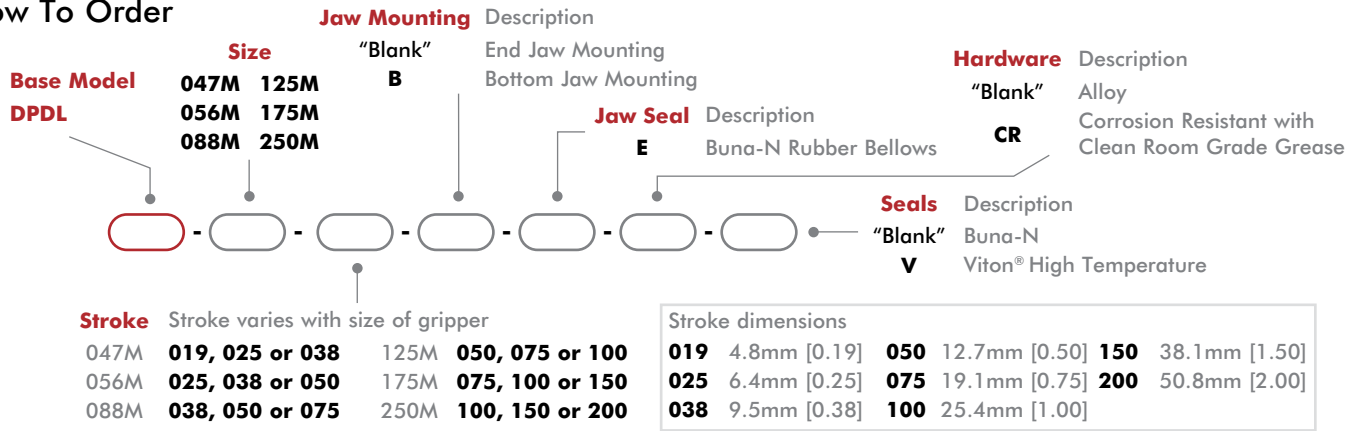 ow To Order
Jaw Mounting Description
"Blank" End Jaw Mounting
B Bottom Jaw Mounting
Size
047M 125M
056M 175M
088M 250M
Base Model
DPDL
Jaw Seal Description
E Buna-N Rubber Bellows
Hardware Description
"Blank" Alloy
CR Corrosion Resistant with
Clean Room Grade Grease
- - - - - -
Seals Description
"Blank" Buna-N
V Viton® High Temperature
Stroke Stroke varies with size of gripper
047M 019, 025 or 038 125M 050, 075 or 100
056M 025, 038 or 050 175M 075, 100 or 150
088M 038, 050 or 075 250M 100, 150 or 200
Stroke dimensions
019 4.8mm [0.19] 050 12.7mm [0.50] 150 38.1mm [1.50]
025 6.4mm [0.25] 075 19.1mm [0.75] 200 50.8mm [2.00]
038 9.5mm [0.38] 100 25.4mm [1.00]